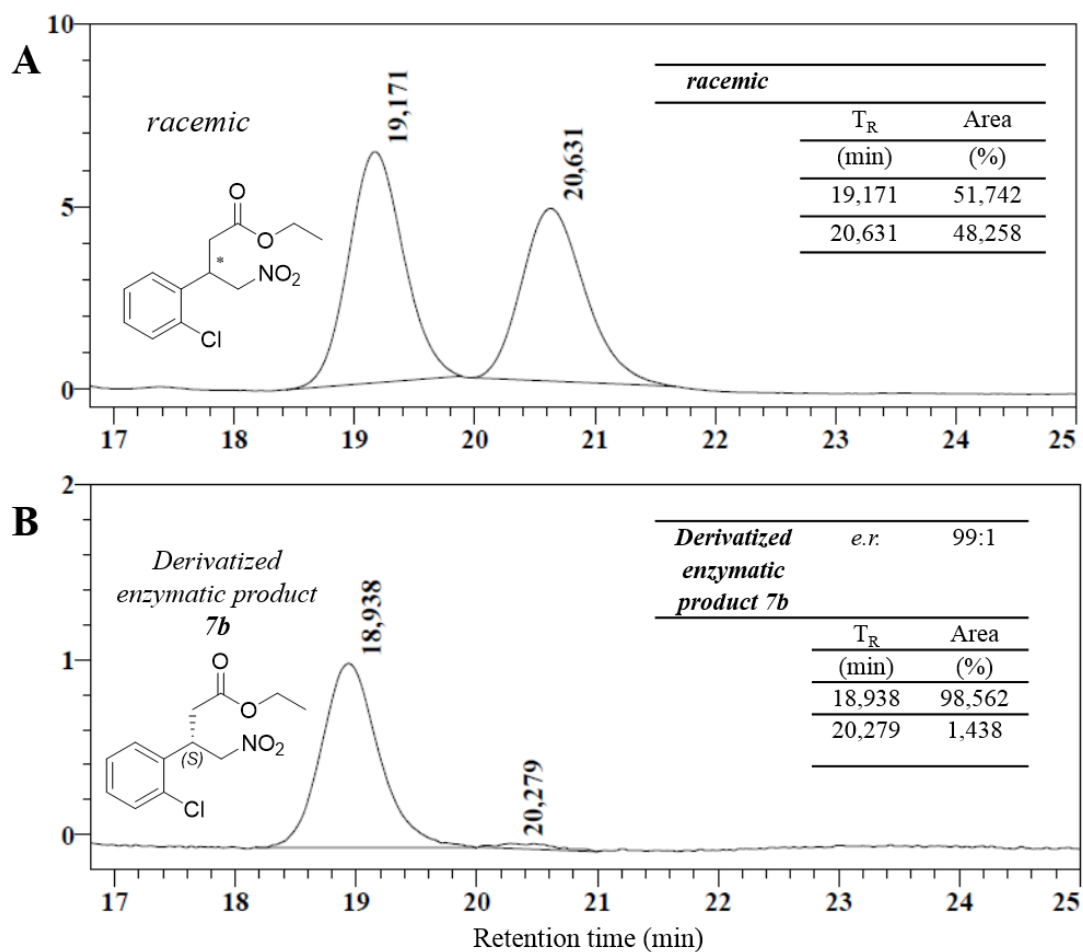 A
10
5
0
racemic
O
O
*
NO2
Cl
19,171
20,631
racemic
TR Area
(min) (%)
19,171 51,742
20,631 48,258
17 18 19 20 21 22 23 24 25
B
2
1
0
Derivatized
enzymatic product
7b
O
O
(S)
NO2
Cl
18,938
20,279
Derivatized e.r. 99:1
enzymatic
product 7b
TR Area
(min) (%)
18,938 98,562
20,279 1,438
17 18 19 20 21 22 23 24 25
Retention time (min)